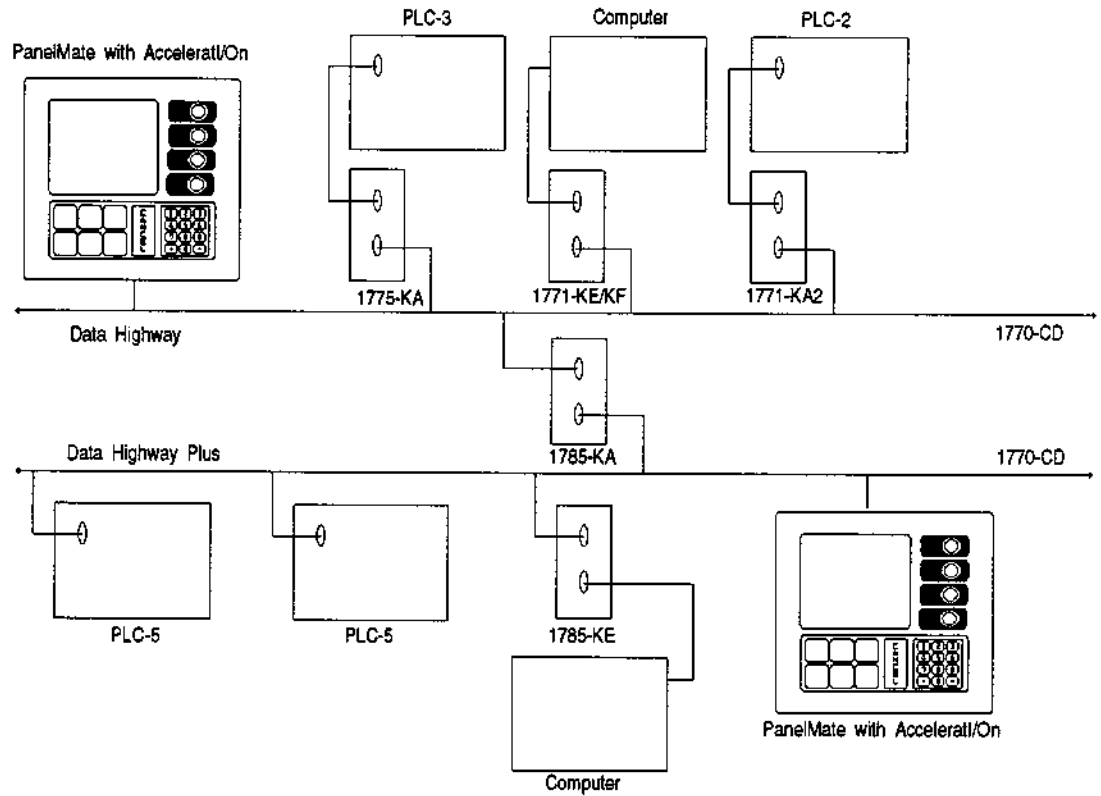 PLC-3
Computer
PLC-2
PanelMate with AcceleratI/On
1775-KA
1771-KE/KF
1771-KA2
Data Highway
1770-CD
1785-KA
Data Highway Plus
1770-CD
PLC-5
PLC-5
1785-KE
PanelMate with AcceleratI/On
Computer